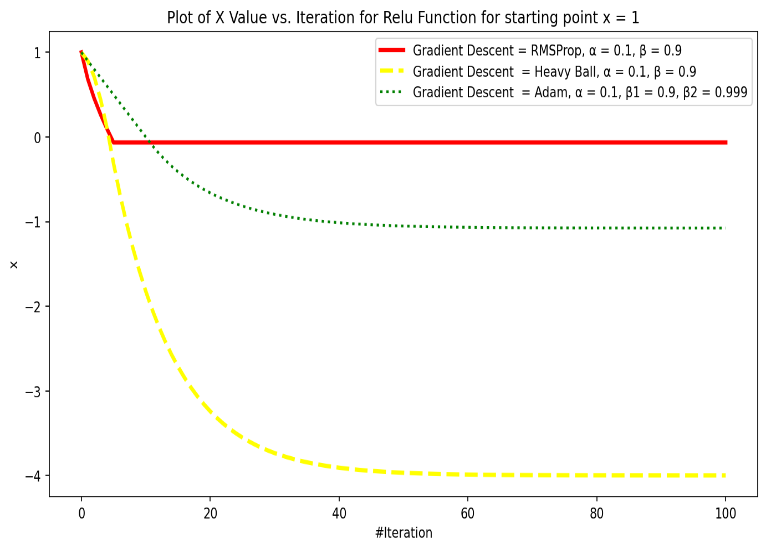 Plot of X Value vs. Iteration for Relu Function for starting point x = 1
Gradient Descent = RMSProp, α = 0.1, β = 0.9
Gradient Descent  = Heavy Ball, α = 0.1, β = 0.9
Gradient Descent  = Adam, α = 0.1, β1 = 0.9, β2 = 0.999
1
0
−1
−2
−3
−4
x
0 20 40 60 80 100
#Iteration